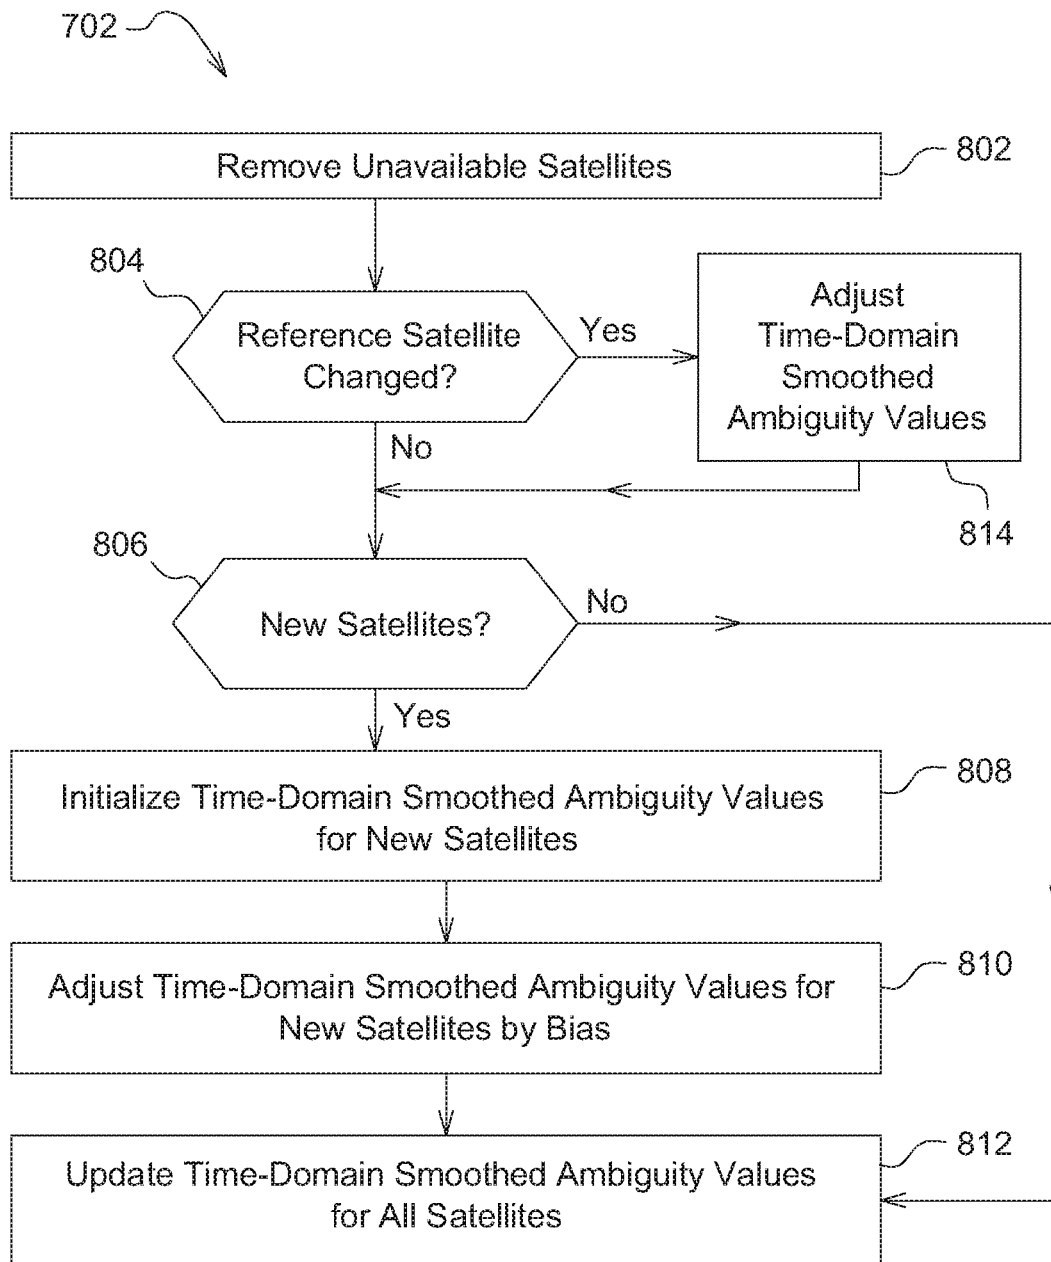 702
Remove Unavailable Satellites
802
804
Reference Satellite
Changed?
Yes
Adjust
Time-Domain
Smoothed
Ambiguity Values
No
814
806
New Satellites?
No
Yes
Initialize Time-Domain Smoothed Ambiguity Values
for New Satellites
808
Adjust Time-Domain Smoothed Ambiguity Values for
New Satellites by Bias
810
Update Time-Domain Smoothed Ambiguity Values
for All Satellites
812